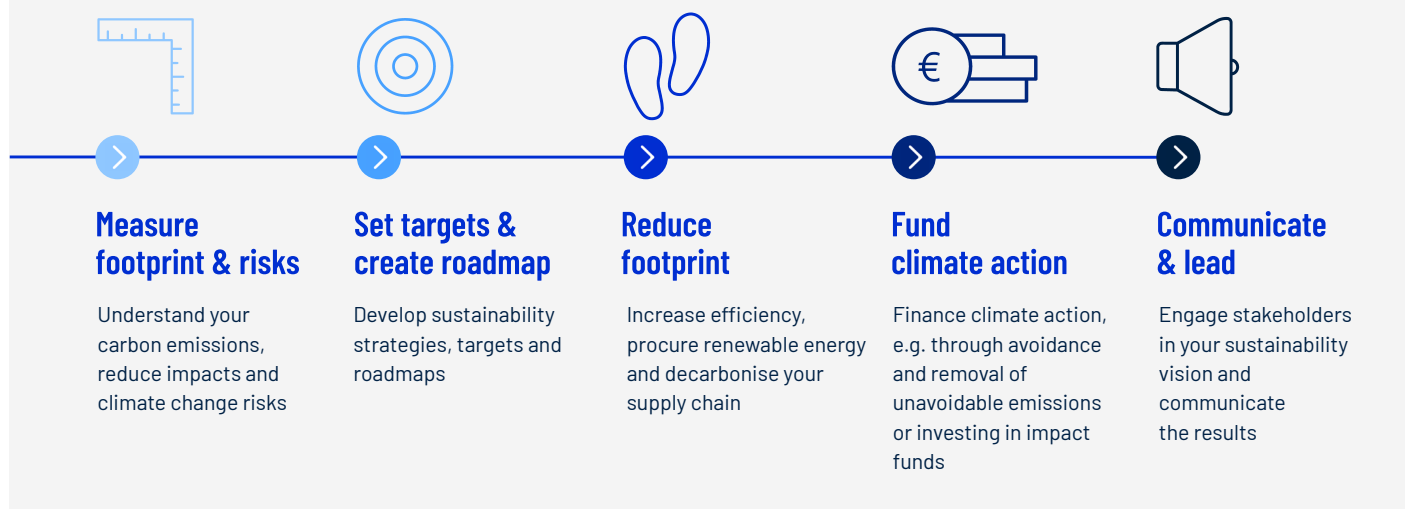 €
Measure
footprint & risks
Understand your
carbon emissions,
reduce impacts and
climate change risks
Set targets &
create roadmap
Develop sustainability
strategies, targets and
roadmaps
Reduce
footprint
Increase efficiency,
procure renewable energy
and decarbonise your
supply chain
Fund
climate action
Finance climate action,
e.g. through avoidance
and removal of
unavoidable emissions
or investing in impact
funds
Communicate
& lead
Engage stakeholders
in your sustainability
vision and
communicate
the results